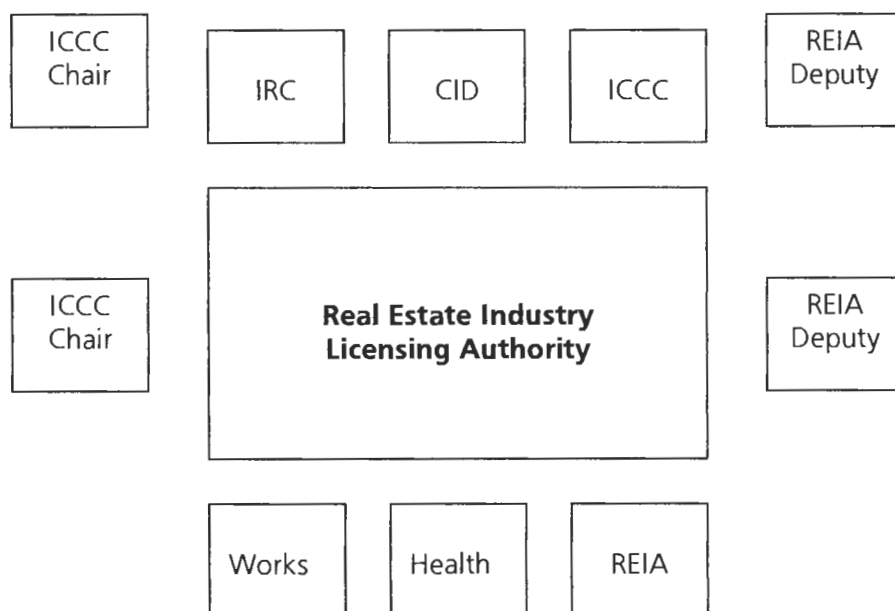 ICCC
Chair
IRC
CID
ICCC
REIA
Deputy
ICCC
Chair
Real Estate Industry
Licensing Authority
REIA
Deputy
Works
Health
REIA